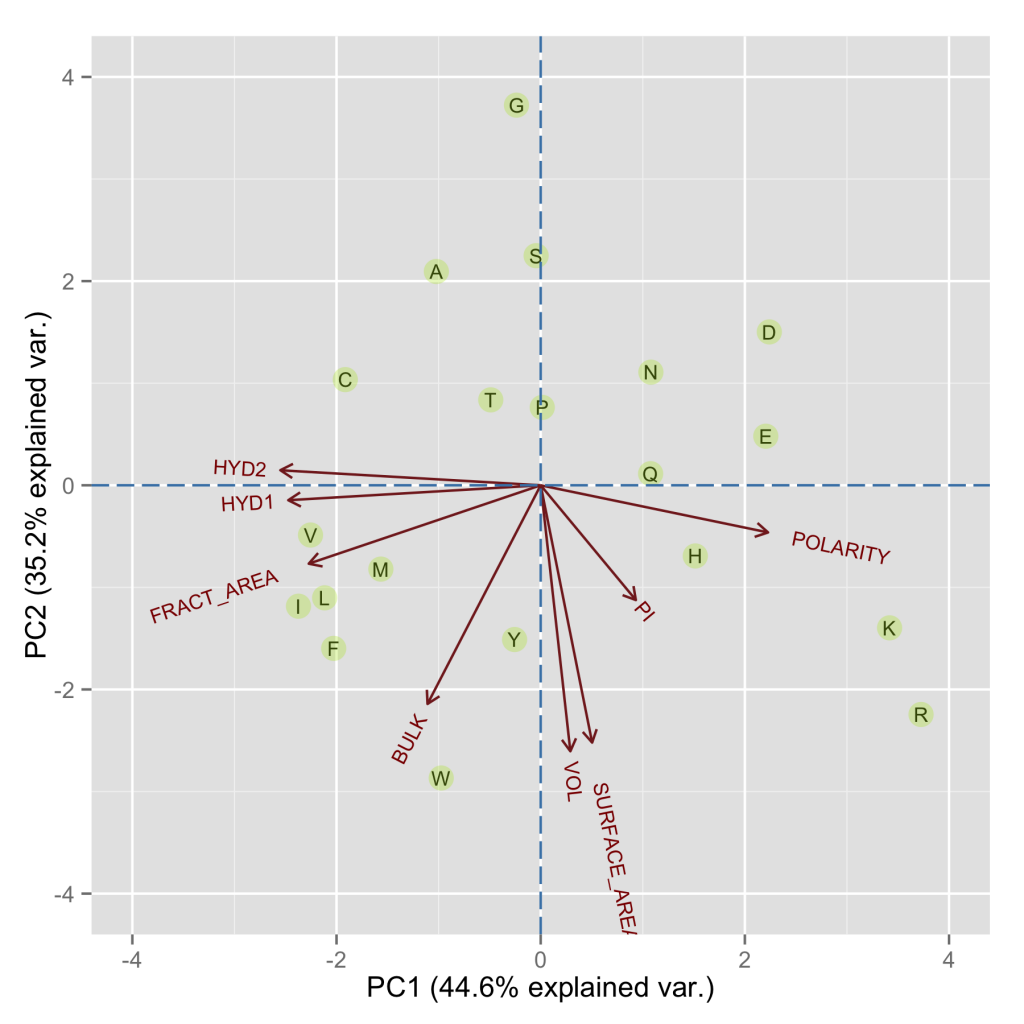 4
G
S
A
2
D
N
C
T
P
E
HYD2
Q
0
HYD1
V
POLARITY
H
M
FRACT_AREA
L
I
PI
K
Y
F
-2
R
BULK
W
VOL
SURFACE_AREA
-4
-4
-2
0
2
4
PC1 (44.6% explained var.)
PC2 (35.2% explained var.)